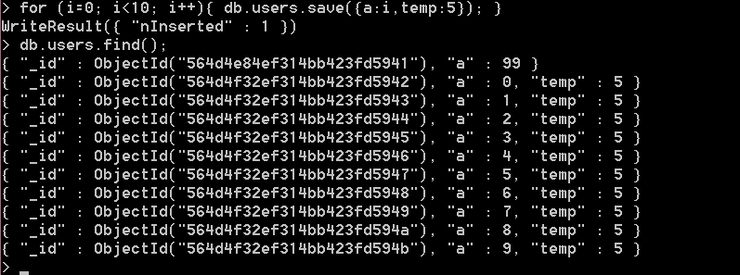 > for (i=0; i<10; i++){ db.users.save({a:i,temp:5}); }
WriteResult({ "nInserted" : 1 })
> db.users.find();
{ "_id" : ObjectId("564d4e84ef314bb423fd5941"), "a" : 99 }
{ "_id" : ObjectId("564d4f32ef314bb423fd5942"), "a" : 0, "temp" : 5 }
{ "_id" : ObjectId("564d4f32ef314bb423fd5943"), "a" : 1, "temp" : 5 }
{ "_id" : ObjectId("564d4f32ef314bb423fd5944"), "a" : 2, "temp" : 5 }
{ "_id" : ObjectId("564d4f32ef314bb423fd5945"), "a" : 3, "temp" : 5 }
{ "_id" : ObjectId("564d4f32ef314bb423fd5946"), "a" : 4, "temp" : 5 }
{ "_id" : ObjectId("564d4f32ef314bb423fd5947"), "a" : 5, "temp" : 5 }
{ "_id" : ObjectId("564d4f32ef314bb423fd5948"), "a" : 6, "temp" : 5 }
{ "_id" : ObjectId("564d4f32ef314bb423fd5949"), "a" : 7, "temp" : 5 }
{ "_id" : ObjectId("564d4f32ef314bb423fd594a"), "a" : 8, "temp" : 5 }
{ "_id" : ObjectId("564d4f32ef314bb423fd594b"), "a" : 9, "temp" : 5 }
> _